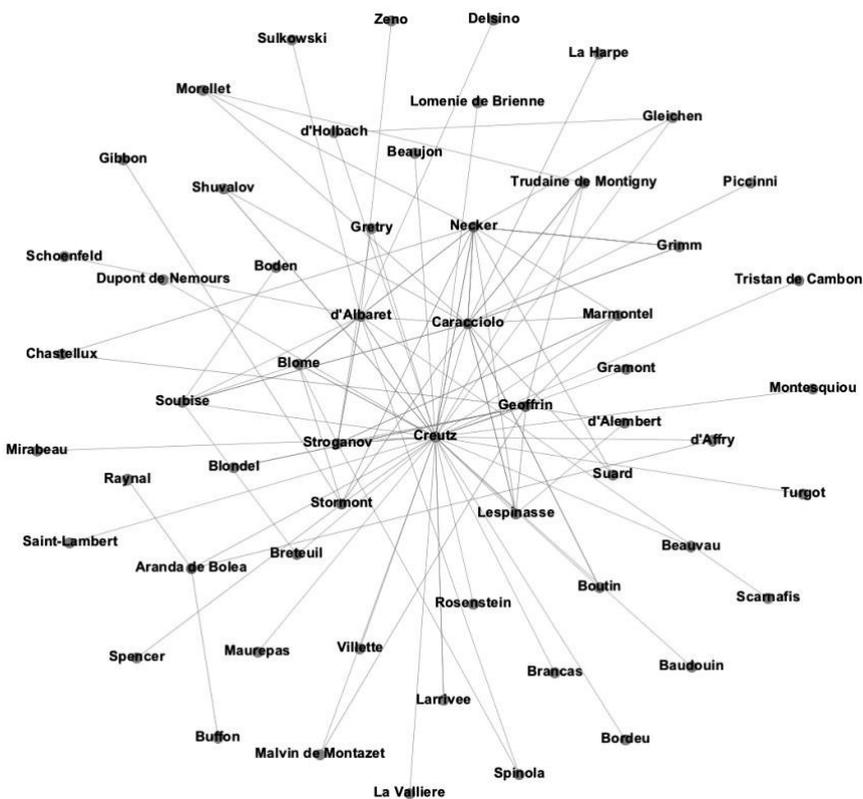 Zeno
Delsino
Sulkowski
La Harpe
Morellet
Lomenie de Brienne
Gleichen
d'Holbach
Beaujon
Gibbon
Trudaine de Montigny
Piccinni
Shuvalov
Gretry
Necker
Grimm
Schoenfeld
Boden
Dupont de Nemours
Tristan de Cambon
d'Albaret
Caracciolo
Marmontel
Chastellux
Blome
Gramont
Montesquiou
Soubise
Geoffrin
d'Alembert
Mirabeau
Stroganov
Creutz
d'Affry
Blondel
Suard
Raynal
Turgot
Stormont
Lespinasse
Saint-Lambert
Breteuil
Beauvau
Aranda de Bolea
Boutin
Scarnafis
Rosenstein
Spencer
Maurepas
Villette
Brancas
Baudouin
Larrivee
Buffon
Malvin de Montazet
Bordeu
Spinola
La Valliere